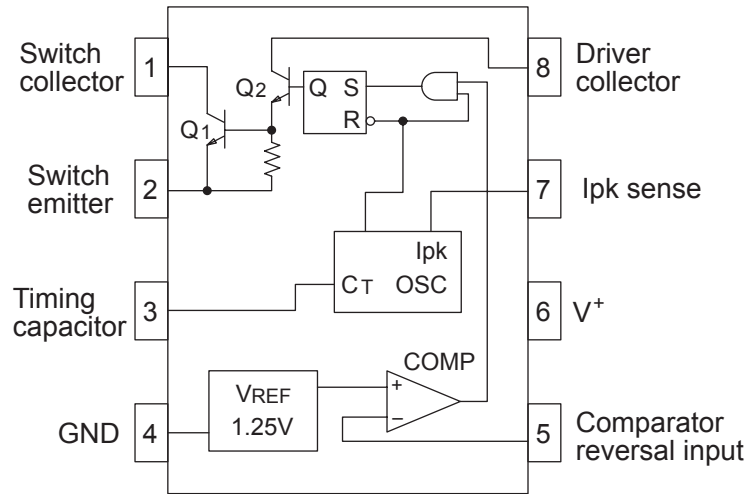 Switch
collector
1
Q2
Q
S
R
8
Driver
collector
Q1
Switch
emitter
2
7
Ipk sense
Ipk
CT
OSC
Timing
capacitor
3
6
V+
COMP
VREF
1.25V
+
−
GND
4
5
Comparator
reversal input